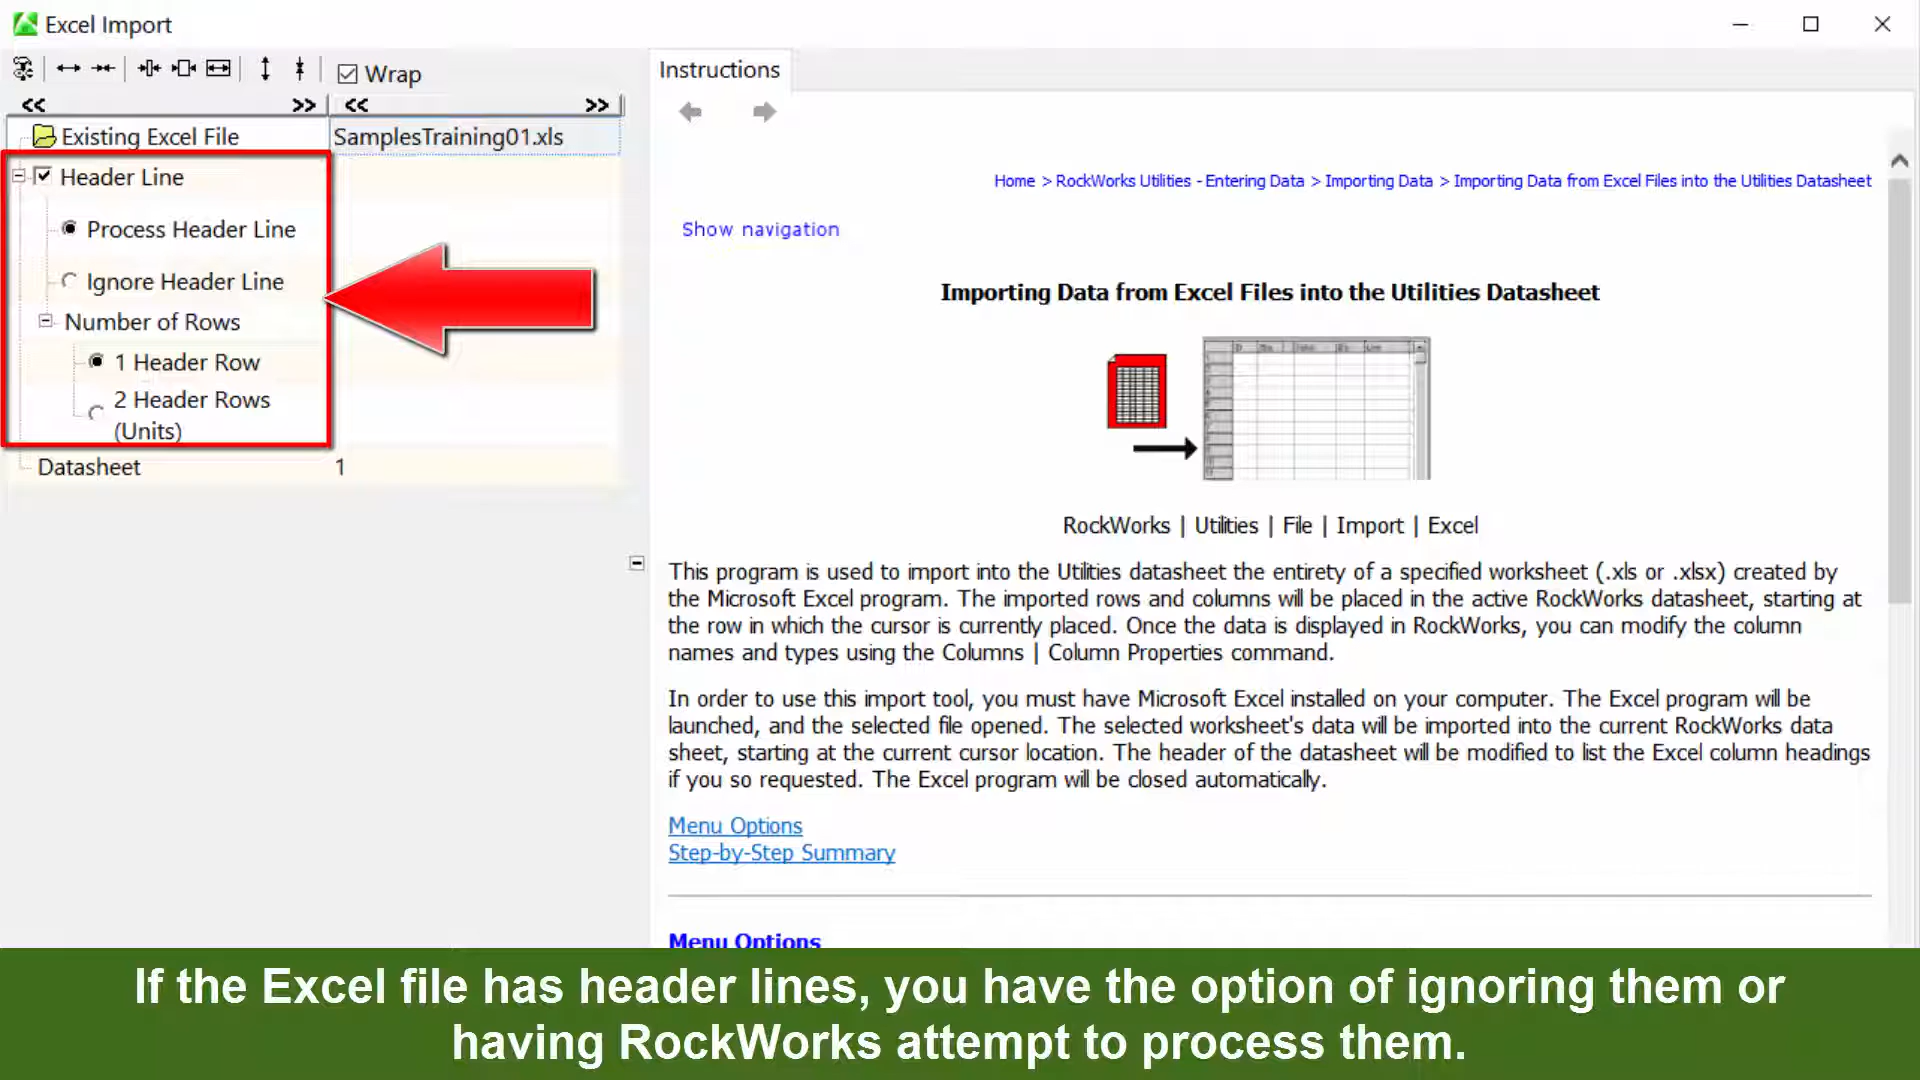 Excel Import
Wrap
<< >> << >>
Existing Excel File SamplesTraining01.xls
Header Line
Process Header Line
Ignore Header Line
Number of Rows
1 Header Row
2 Header Rows
(Units)
Datasheet 1
Instructions
Home > RockWorks Utilities - Entering Data > Importing Data > Importing Data from Excel Files into the Utilities Datasheet
Show navigation
Importing Data from Excel Files into the Utilities Datasheet
RockWorks | Utilities | File | Import | Excel
This program is used to import into the Utilities datasheet the entirety of a specified worksheet (.xls or .xlsx) created by
the Microsoft Excel program. The imported rows and columns will be placed in the active RockWorks datasheet, starting at
the row in which the cursor is currently placed. Once the data is displayed in RockWorks, you can modify the column
names and types using the Columns | Column Properties command.
In order to use this import tool, you must have Microsoft Excel installed on your computer. The Excel program will be
launched, and the selected file opened. The selected worksheet's data will be imported into the current RockWorks data
sheet, starting at the current cursor location. The header of the datasheet will be modified to list the Excel column headings
if you so requested. The Excel program will be closed automatically.
Menu Options
Step-by-Step Summary
Menu Options
If the Excel file has header lines, you have the option of ignoring them or
having RockWorks attempt to process them.